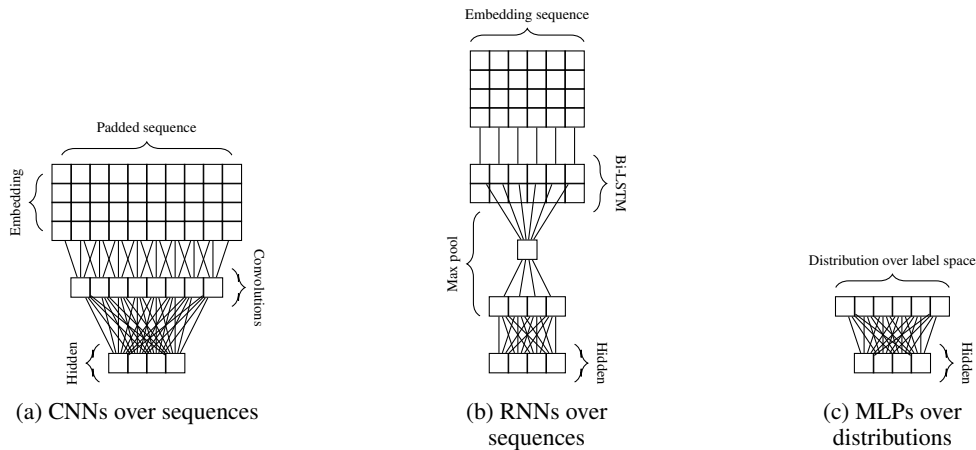 Padded sequence
Embedding
Convolutions
Hidden
(a) CNNs over sequences
Embedding sequence
Bi-LSTM
Max pool
Hidden
(b) RNNs over
sequences
Distribution over label space
Hidden
(c) MLPs over
distributions